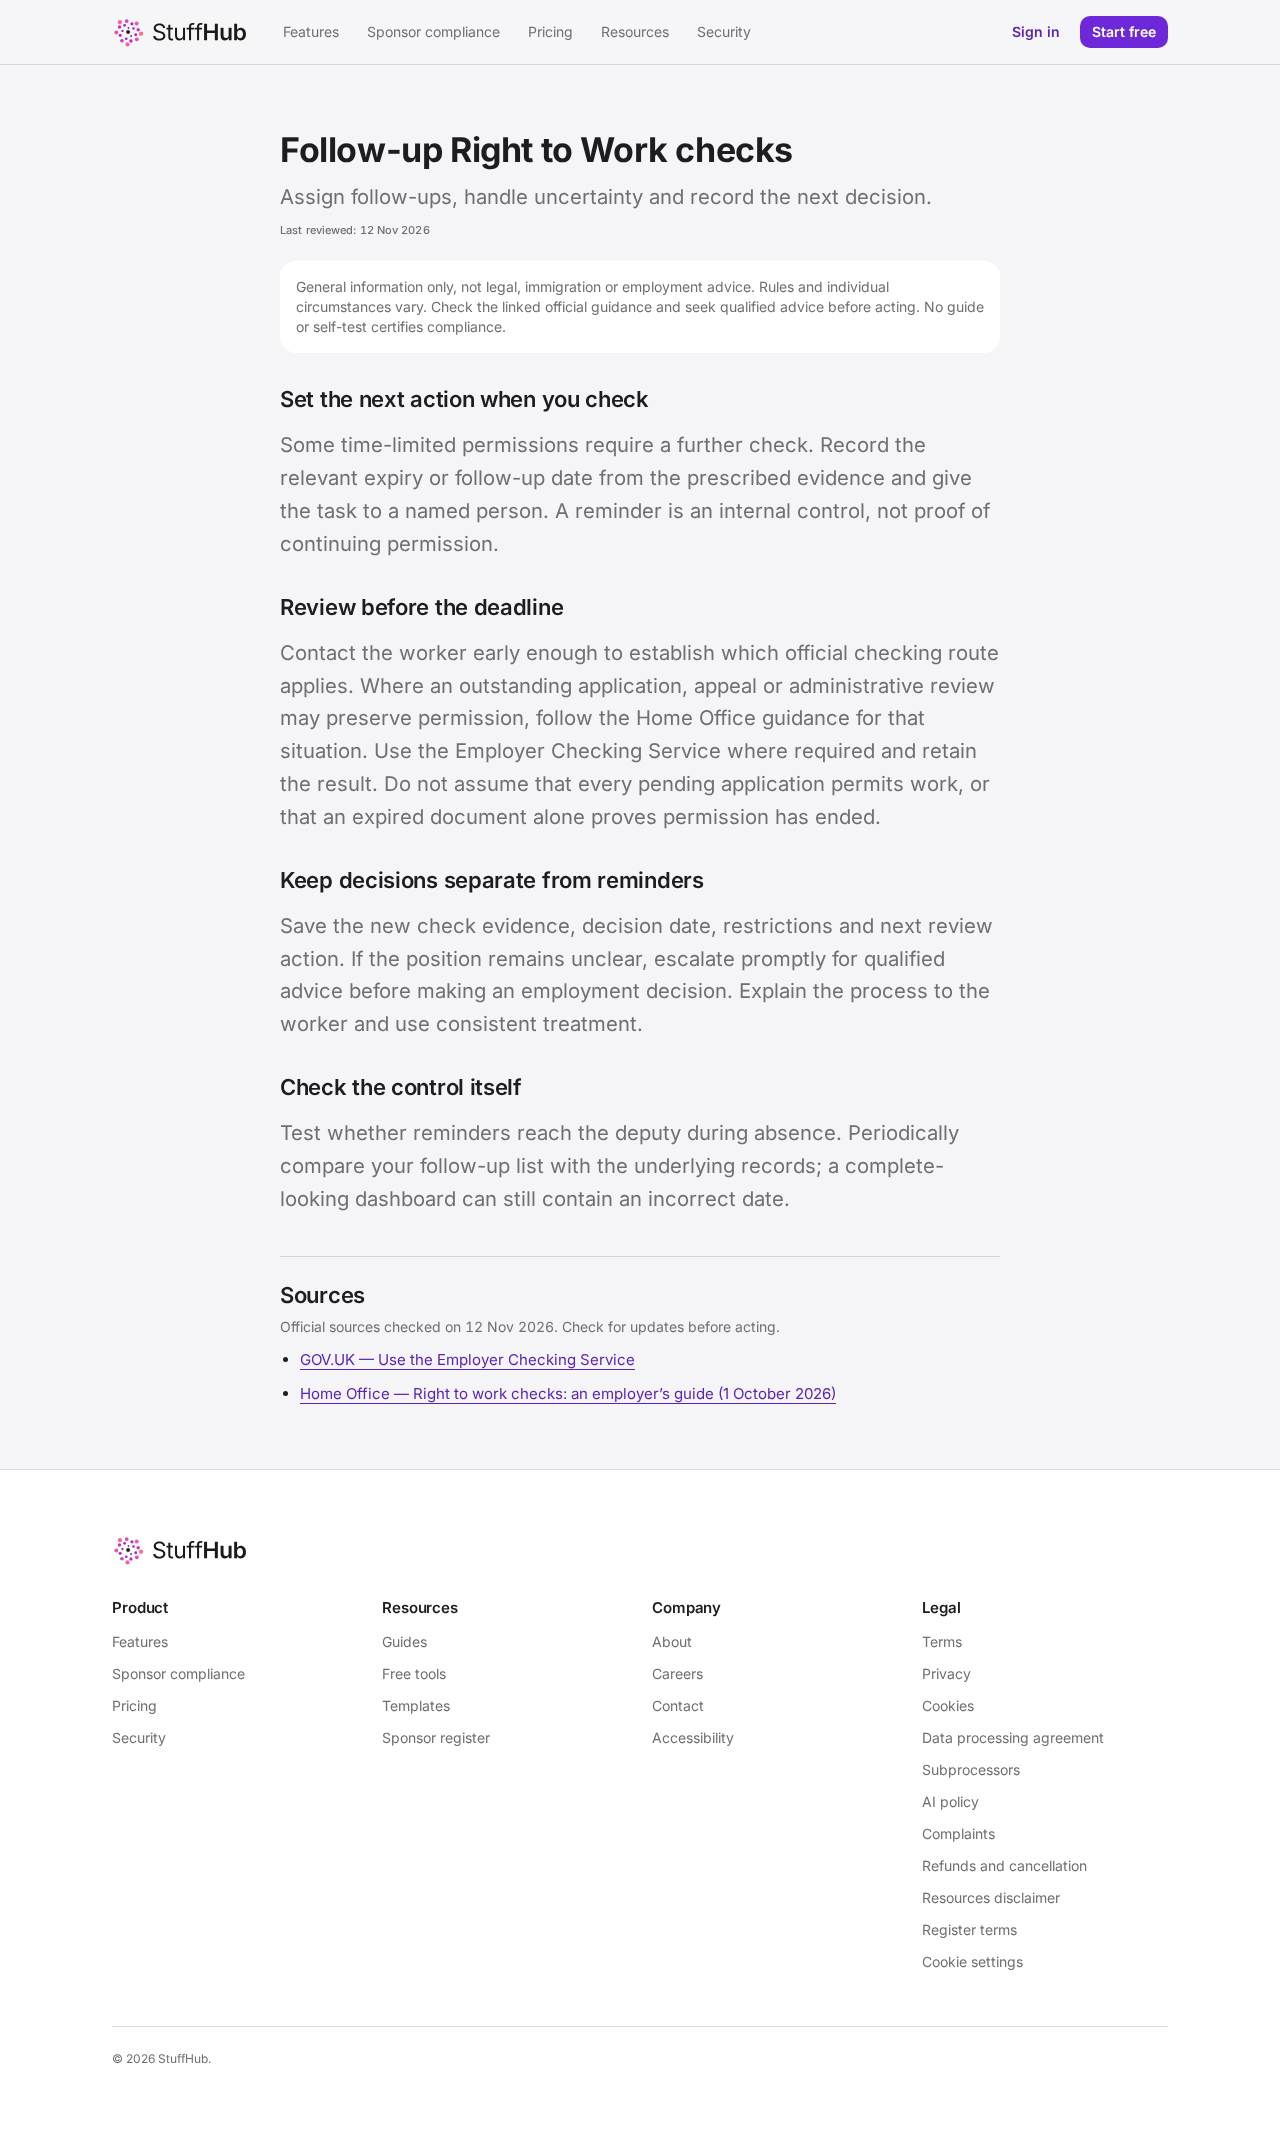 StuffHub
Features
Sponsor compliance
Pricing
Resources
Security
Sign in
Start free
Follow-up Right to Work checks
Assign follow-ups, handle uncertainty and record the next decision.
Last reviewed: 12 Nov 2026
General information only, not legal, immigration or employment advice. Rules and individual
circumstances vary. Check the linked official guidance and seek qualified advice before acting. No guide
or self-test certifies compliance.
Set the next action when you check
Some time-limited permissions require a further check. Record the
relevant expiry or follow-up date from the prescribed evidence and give
the task to a named person. A reminder is an internal control, not proof of
continuing permission.
Review before the deadline
Contact the worker early enough to establish which official checking route
applies. Where an outstanding application, appeal or administrative review
may preserve permission, follow the Home Office guidance for that
situation. Use the Employer Checking Service where required and retain
the result. Do not assume that every pending application permits work, or
that an expired document alone proves permission has ended.
Keep decisions separate from reminders
Save the new check evidence, decision date, restrictions and next review
action. If the position remains unclear, escalate promptly for qualified
advice before making an employment decision. Explain the process to the
worker and use consistent treatment.
Check the control itself
Test whether reminders reach the deputy during absence. Periodically
compare your follow-up list with the underlying records; a complete-
looking dashboard can still contain an incorrect date.
Sources
Official sources checked on 12 Nov 2026. Check for updates before acting.
• GOV.UK — Use the Employer Checking Service
• Home Office — Right to work checks: an employer’s guide (1 October 2026)
StuffHub
Product
Features
Sponsor compliance
Pricing
Security
Resources
Guides
Free tools
Templates
Sponsor register
Company
About
Careers
Contact
Accessibility
Legal
Terms
Privacy
Cookies
Data processing agreement
Subprocessors
AI policy
Complaints
Refunds and cancellation
Resources disclaimer
Register terms
Cookie settings
© 2026 StuffHub.